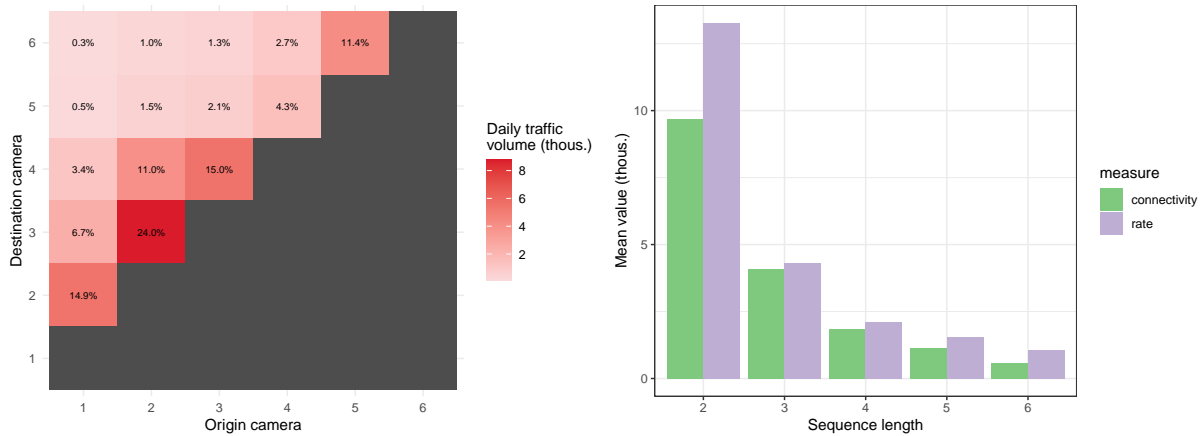 6
0.3%
1.0%
1.3%
2.7%
11.4%
5
0.5%
1.5%
2.1%
4.3%
4
3.4%
11.0%
15.0%
3
6.7%
24.0%
2
14.9%
1
1 2 3 4 5 6
Origin camera
Destination camera
Daily traffic
volume (thous.)
8
6
4
2
10
5
0
2 3 4 5 6
Sequence length
Mean value (thous.)
measure
connectivity
rate